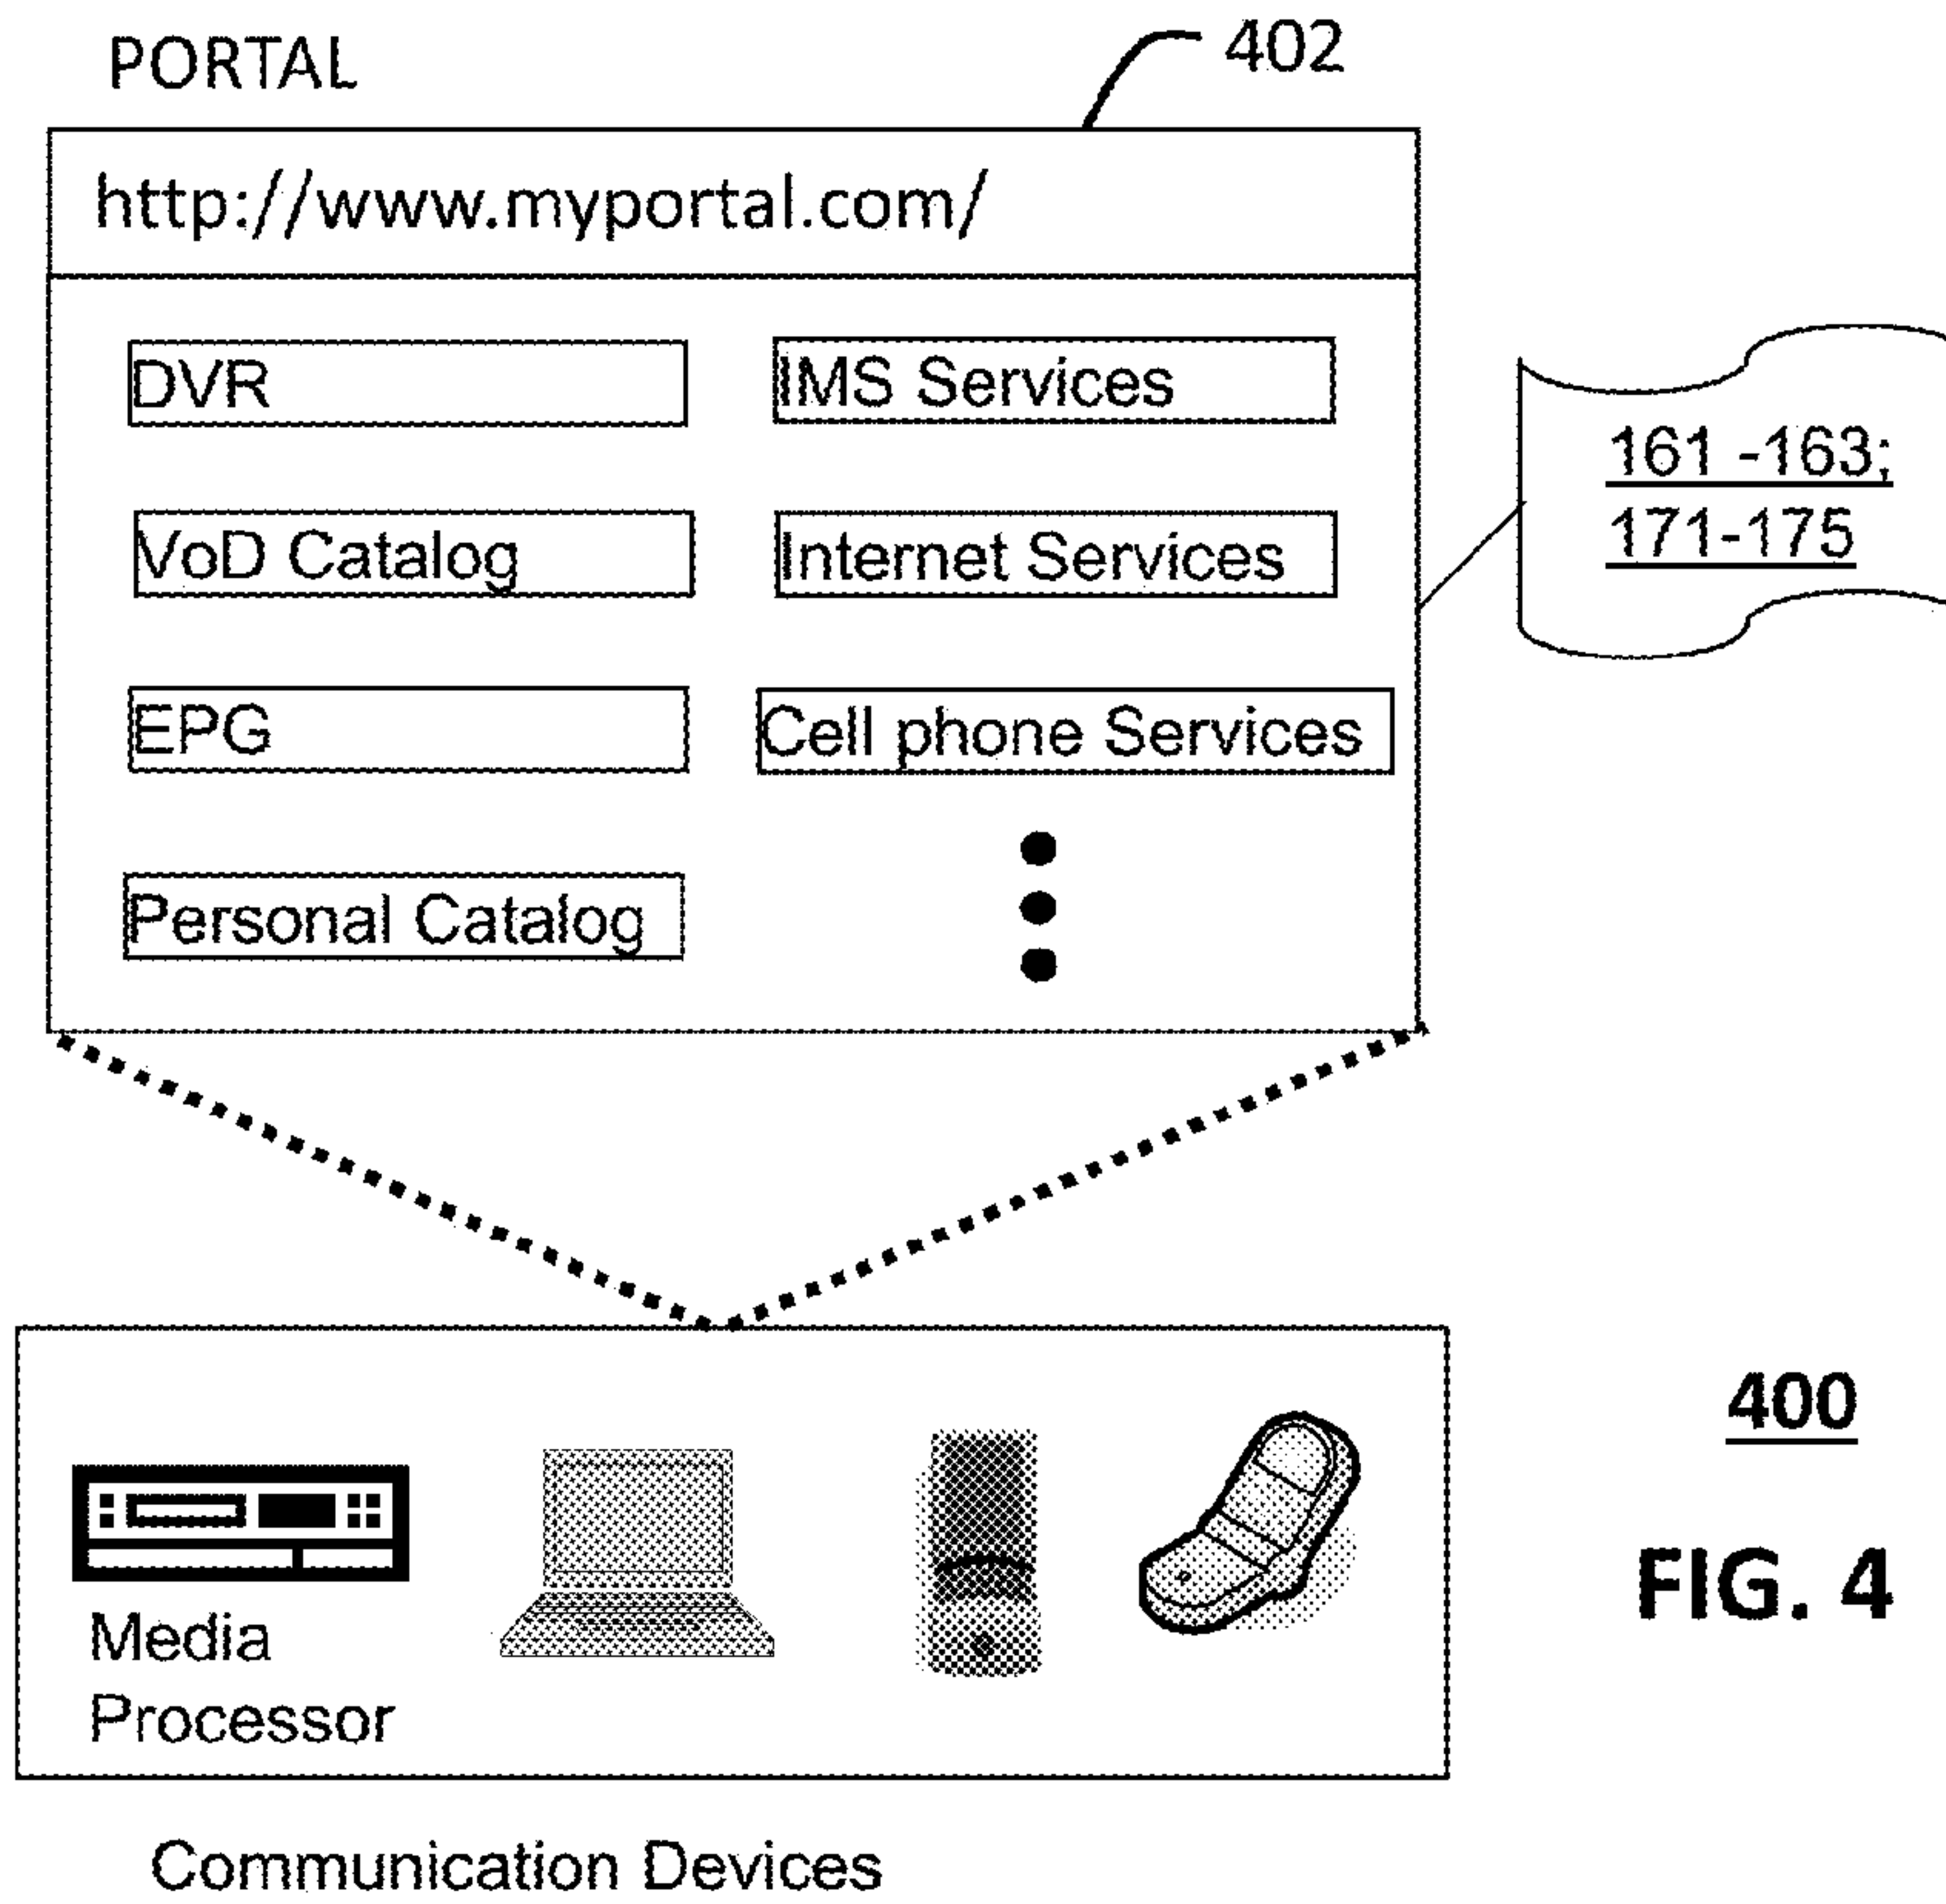 PORTAL
402
http://www.myportal.com/
DVR
IMS Services
161 -163;
171-175
VoD Catalog
Internet Services
EPG
Cell phone Services
Personal Catalog
400
FIG. 4
Media
Processor
Communication Devices